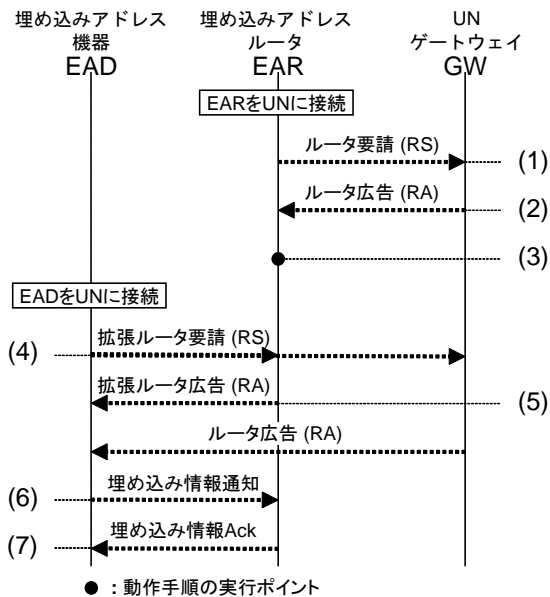 埋め込みアドレス
機器
EAD
埋め込みアドレス
ルータ
EAR
UN
ゲートウェイ
GW
EARをUNに接続
ルータ要請 (RS)
(1)
ルータ広告 (RA)
(2)
(3)
EADをUNに接続
(4)
拡張ルータ要請 (RS)
拡張ルータ広告 (RA)
(5)
ルータ広告 (RA)
(6)
埋め込み情報通知
(7)
埋め込み情報Ack
● : 動作手順の実行ポイント